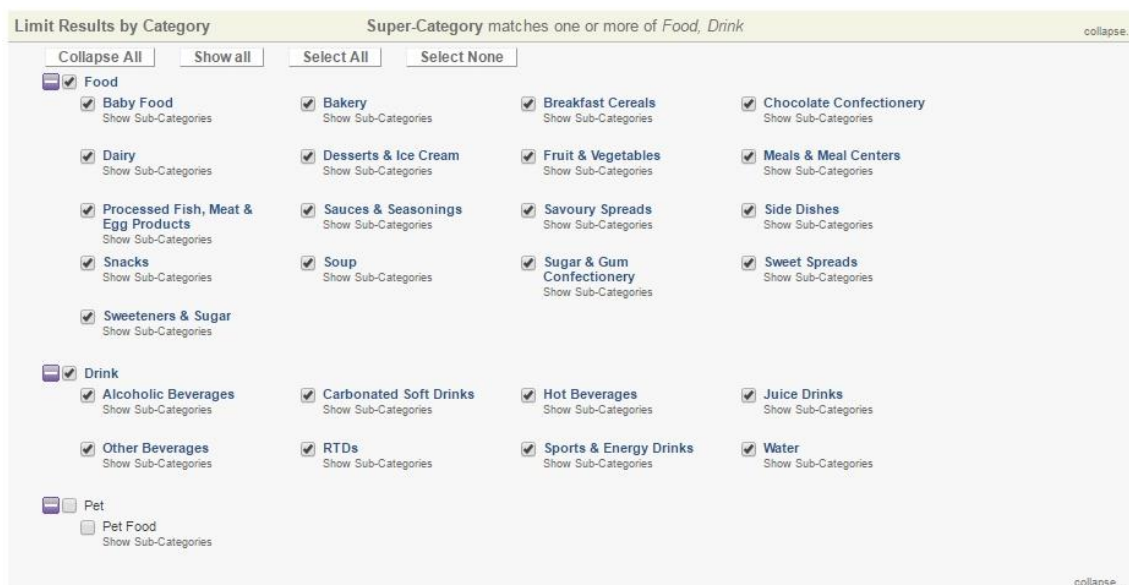 Limit Results by Category Super-Category matches one or more of Food, Drink collapse.
Collapse All Show all Select All Select None
Food
Baby Food Bakery Breakfast Cereals Chocolate Confectionery
Show Sub-Categories Show Sub-Categories Show Sub-Categories Show Sub-Categories
Dairy Desserts & Ice Cream Fruit & Vegetables Meals & Meal Centers
Show Sub-Categories Show Sub-Categories Show Sub-Categories Show Sub-Categories
Processed Fish, Meat & Sauces & Seasonings Savoury Spreads Side Dishes
Egg Products Show Sub-Categories Show Sub-Categories Show Sub-Categories
Show Sub-Categories
Snacks Soup Sugar & Gum Sweet Spreads
Show Sub-Categories Show Sub-Categories Confectionery Show Sub-Categories
Show Sub-Categories
Sweeteners & Sugar
Show Sub-Categories
Drink
Alcoholic Beverages Carbonated Soft Drinks Hot Beverages Juice Drinks
Show Sub-Categories Show Sub-Categories Show Sub-Categories Show Sub-Categories
Other Beverages RTDs Sports & Energy Drinks Water
Show Sub-Categories Show Sub-Categories Show Sub-Categories Show Sub-Categories
Pet
Pet Food
Show Sub-Categories
collapse